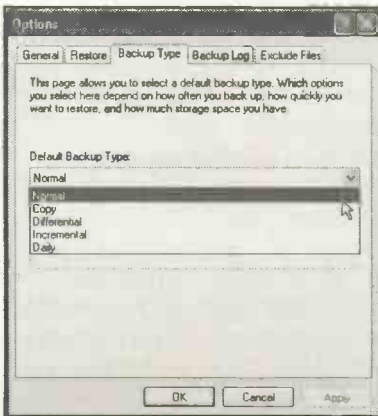 Options
General Restore Backup Type Backup Log Exclude Files
This page allows you to select a default backup type. Which options
you select here depend on how often you back up, how quickly you
want to restore, and how much storage space you have.
Default Backup Type:
Normal
Normal
Copy
Differential
Incremental
Daily
OK Cancel Apply